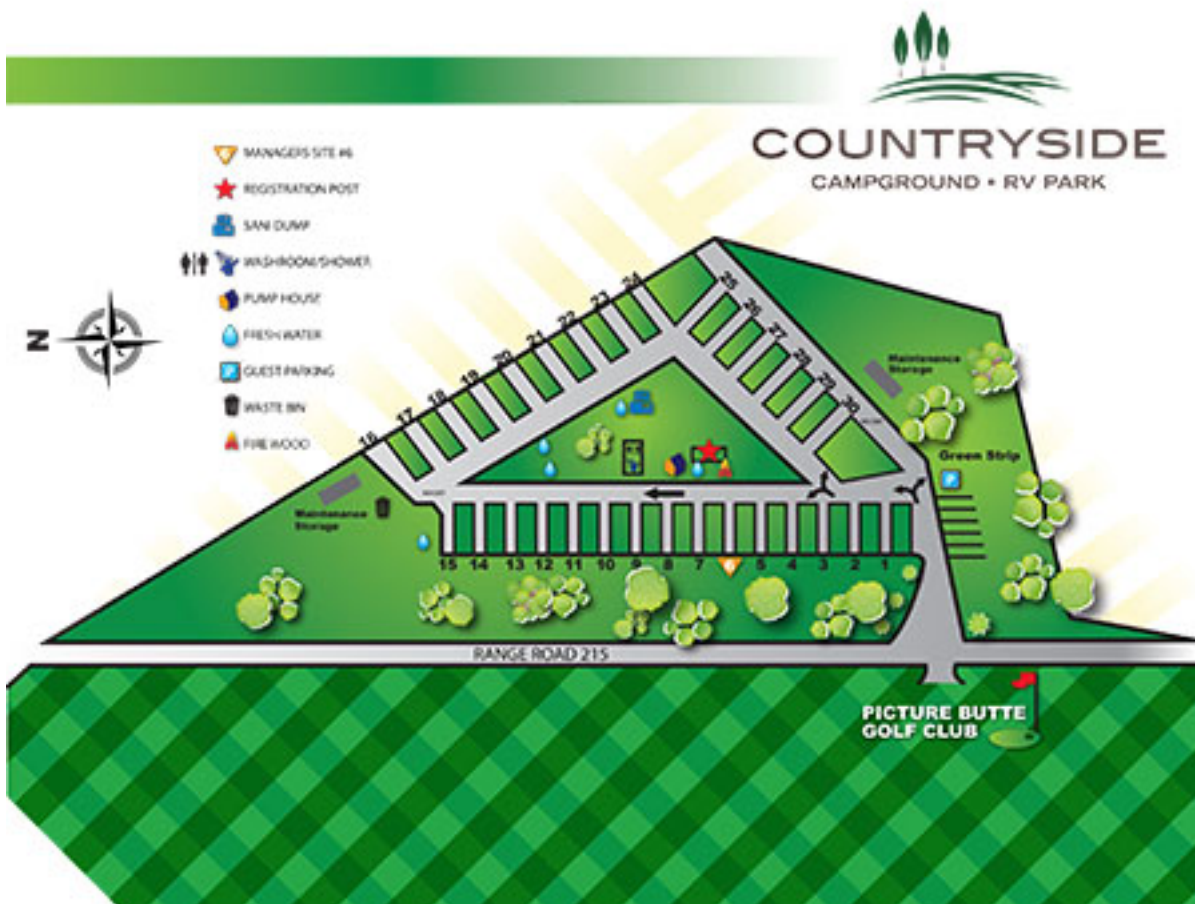 COUNTRYSIDE
CAMPGROUND • RV PARK
6 MANAGERS SITE #6
REGISTRATION POST
SANI DUMP
WASHROOM/SHOWER
PUMP HOUSE
FRESH WATER
P GUEST PARKING
WASTE BIN
FIRE WOOD
N
16 17 18 19 20 21 22 23 24
25 26 27 28 29 30
Maintenance
Storage
Green Strip
P
Maintenance
Storage
15 14 13 12 11 10 9 8 7 6 5 4 3 2 1
RANGE ROAD 215
PICTURE BUTTE
GOLF CLUB